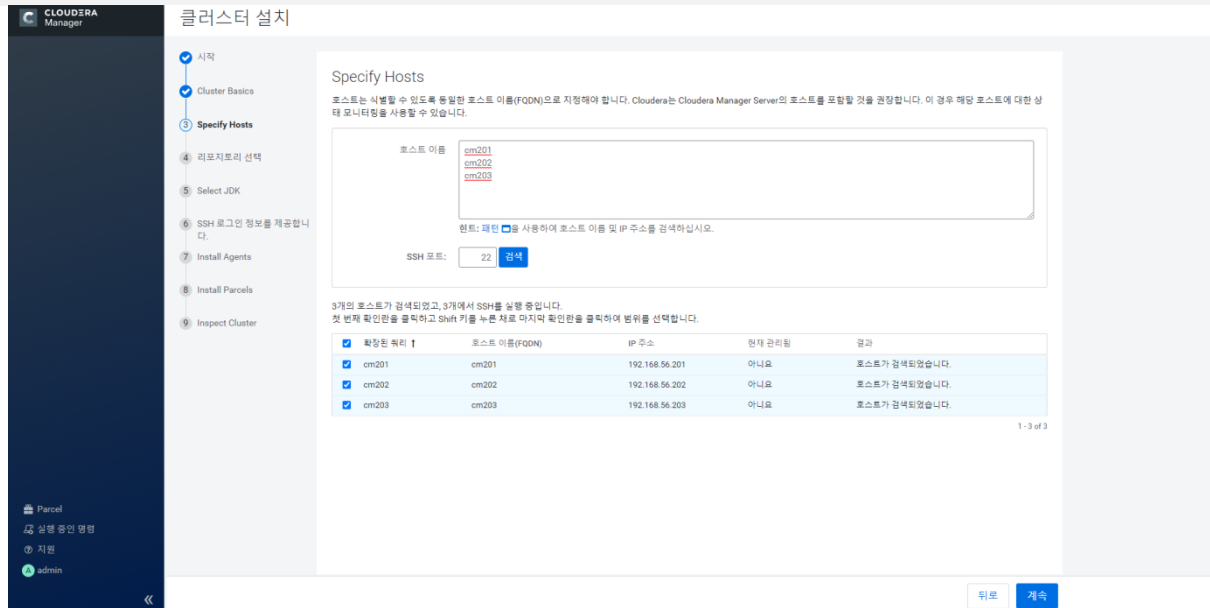 CLOUDERA
Manager
클러스터 설치
시작
Cluster Basics
3 Specify Hosts
4 리포지토리 선택
5 Select JDK
6 SSH 로그인 정보를 제공합니
다.
7 Install Agents
8 Install Parcels
9 Inspect Cluster
Parcel
실행 중인 명령
지원
A admin
Specify Hosts
호스트는 식별할 수 있도록 동일한 호스트 이름(FQDN)으로 지정해야 합니다. Cloudera는 Cloudera Manager Server의 호스트를 포함할 것을 권장합니다. 이 경우 해당 호스트에 대한 상
태 모니터링을 사용할 수 있습니다.
호스트 이름
cm201
cm202
cm203
힌트: 패턴을 사용하여 호스트 이름 및 IP 주소를 검색하십시오.
SSH 포트: 22 검색
3개의 호스트가 검색되었고, 3개에서 SSH를 실행 중입니다.
첫 번째 확인란을 클릭하고 Shift 키를 누른 채로 마지막 확인란을 클릭하여 범위를 선택합니다.
확장된 쿼리 ↑ 호스트 이름(FQDN) IP 주소 현재 관리됨 결과
cm201 cm201 192.168.56.201 아니요 호스트가 검색되었습니다.
cm202 cm202 192.168.56.202 아니요 호스트가 검색되었습니다.
cm203 cm203 192.168.56.203 아니요 호스트가 검색되었습니다.
1 - 3 of 3
뒤로 계속